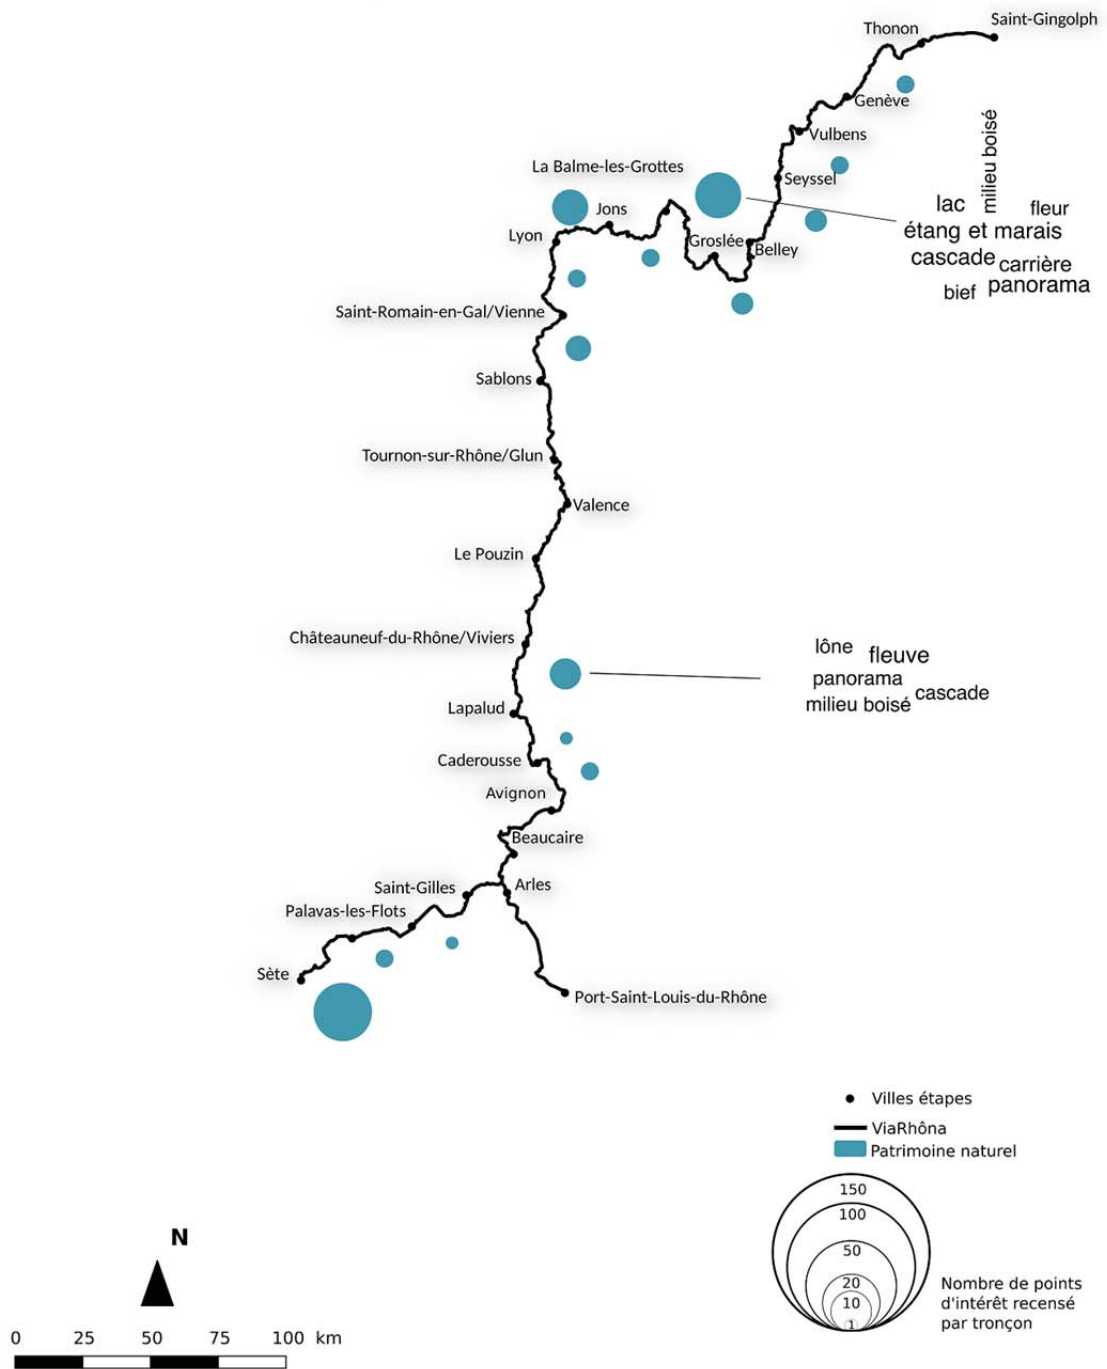 Saint-Gingolph
Thonon
Genève
Vulbens
La Balme-les-Grottes
Seyssel
milieu boisé
lac
fleur
Jons
étang et marais
Lyon
Groslée
Belley
cascade
carrière
panorama
bief
Saint-Romain-en-Gal/Vienne
Sablons
Tournon-sur-Rhône/Glun
Valence
Le Pouzin
Châteauneuf-du-Rhône/Viviers
lône
fleuve
panorama
cascade
milieu boisé
Lapalud
Caderousse
Avignon
Beaucaire
Saint-Gilles
Arles
Palavas-les-Flots
Sète
Port-Saint-Louis-du-Rhône
Villes étapes
ViaRhôna
Patrimoine naturel
150
100
50
20
10
1
Nombre de points
d'intérêt recensé
par tronçon
N
0 25 50 75 100 km